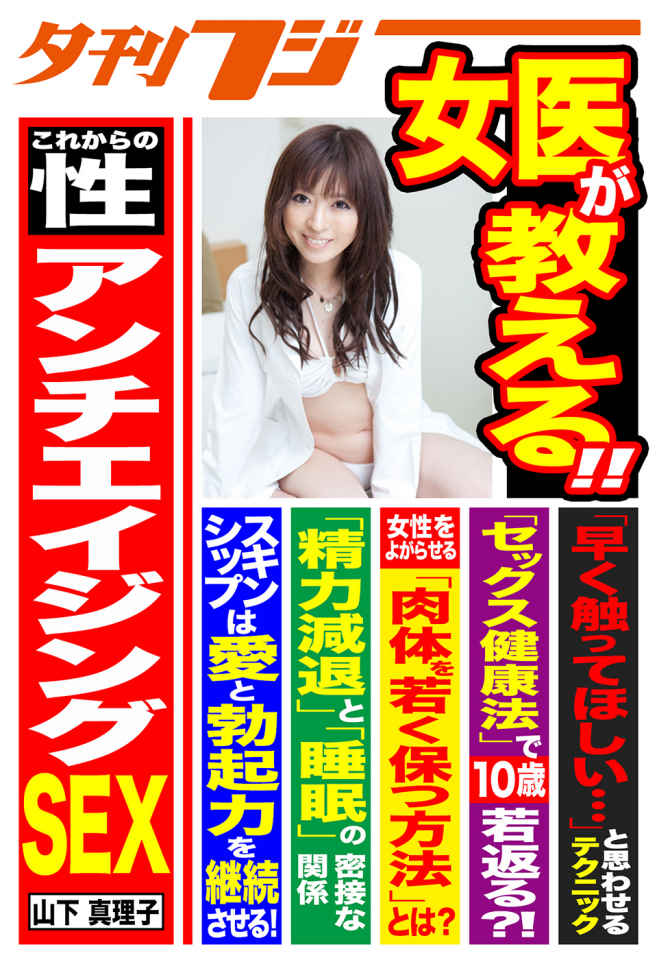 夕刊フジ
女医が
教える!!
これからの
性
アンチエイジング
SEX
山下 真理子
「早く触ってほしい…」
と思わせる
テクニック
「セックス健康法」で
10歳
若返る?!
女性を
よがらせる
「肉体を若く保つ方法」
とは?
「精力減退」と「睡眠」の
密接な
関係
スキン
シップは愛と勃起力を
継続
させる!